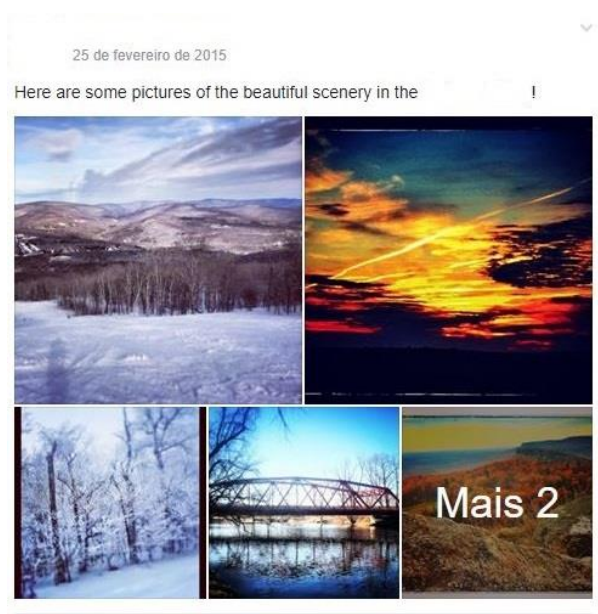 25 de fevereiro de 2015
Here are some pictures of the beautiful scenery in the !
Mais 2